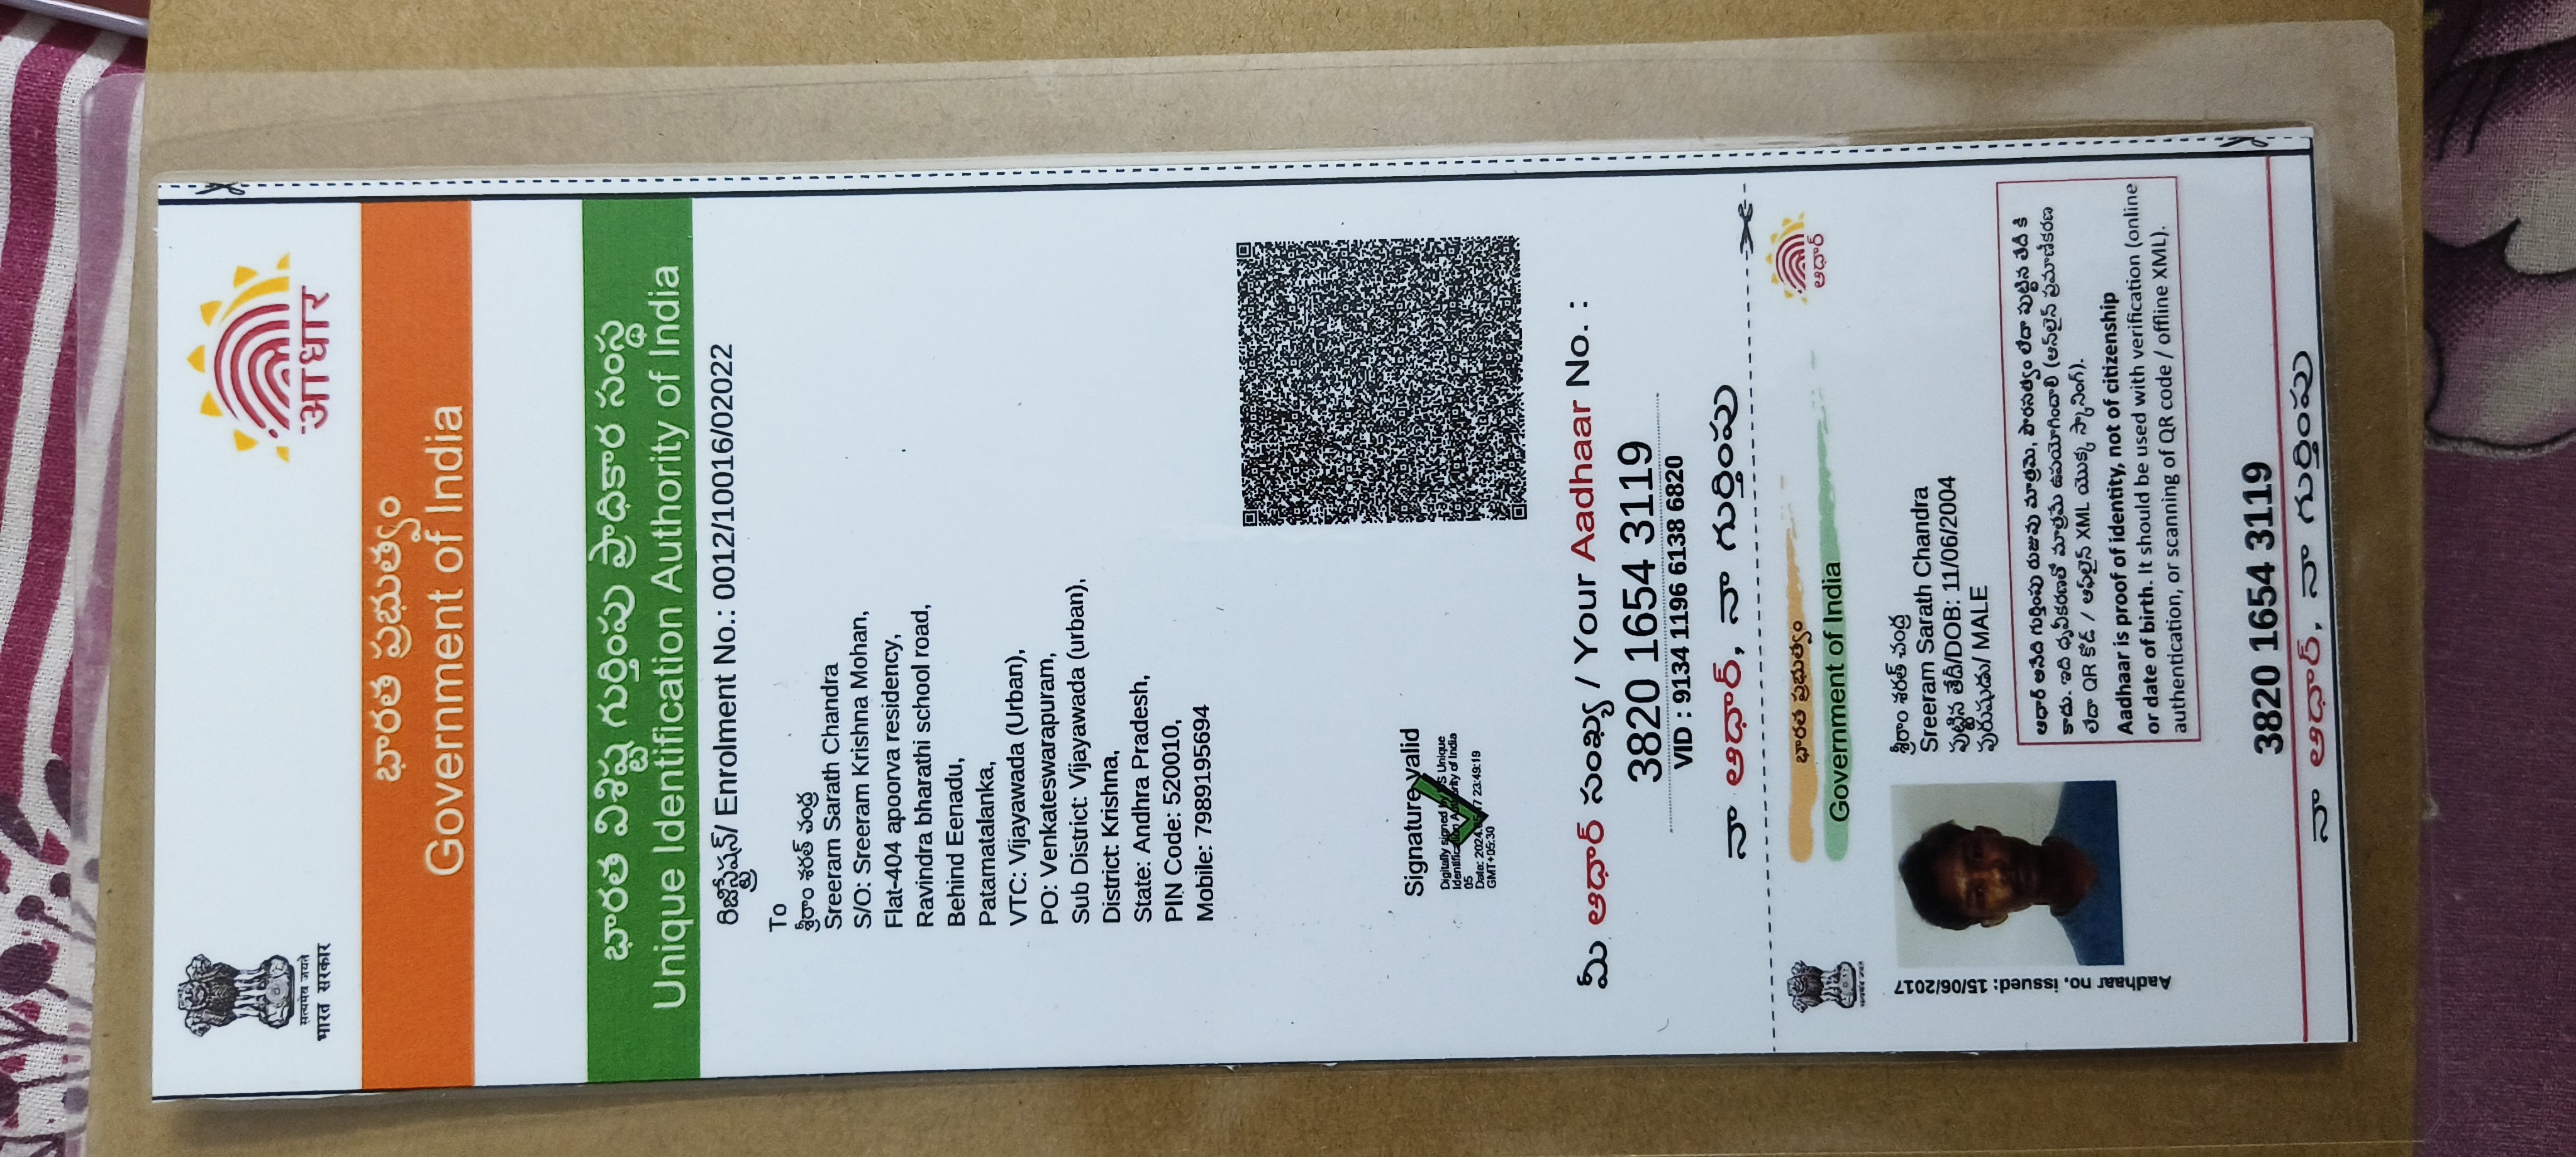 सत्यमेव जयते
भारत सरकार
आधार
భారత ప్రభుత్వం
Government of India
భారత విశిష్ట గుర్తింపు ప్రాధికార సంస్థ
Unique Identification Authority of India
రిజిస్ట్రేషన్/ Enrolment No.: 0012/10016/02022
To
శ్రీరాం శరత్ చంద్ర
Sreeram Sarath Chandra
S/O: Sreeram Krishna Mohan,
Flat-404 apoorva residency,
Ravindra bharathi school road,
Behind Eenadu,
Patamatalanka,
VTC: Vijayawada (Urban),
PO: Venkateswarapuram,
Sub District: Vijayawada (urban),
District: Krishna,
State: Andhra Pradesh,
PIN Code: 520010,
Mobile: 7989195694
Signature valid
Digitally signed by DS Unique
Identification Authority of India
05
Date: 2024. 17 23:49:19
GMT+05:30
మీ ఆధార్ సంఖ్య / Your Aadhaar No. :
3820 1654 3119
VID : 9134 1196 6138 6820
నా ఆధార్, నా గుర్తింపు
భారత ప్రభుత్వం
Government of India
ఆధార్
Aadhaar no. issued: 15/06/2017
శ్రీరాం శరత్ చంద్ర
Sreeram Sarath Chandra
పుట్టిన తేదీ/DOB: 11/06/2004
పురుషుడు/ MALE
ఆధార్ అనేది గుర్తింపు రుజువు మాత్రమే, పౌరసత్వం లేదా పుట్టిన తేదీ కి
కాదు. ఇది ధృవీకరణతో మాత్రమే ఉపయోగించాలి (ఆన్‌లైన్ ప్రమాణీకరణ
లేదా QR కోడ్ / ఆఫ్‌లైన్ XML యొక్క స్కానింగ్).
Aadhaar is proof of identity, not of citizenship
or date of birth. It should be used with verification (online
authentication, or scanning of QR code / offline XML).
3820 1654 3119
నా ఆధార్, నా గుర్తింపు